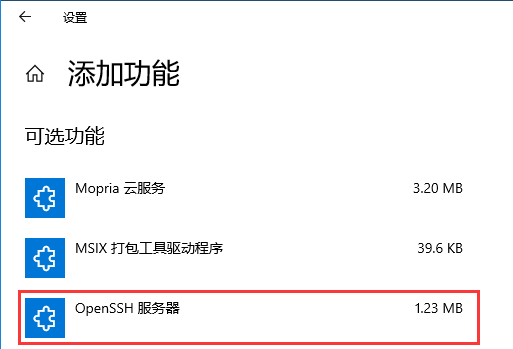 设置
添加功能
可选功能
Mopria 云服务 3.20 MB
MSIX 打包工具驱动程序 39.6 KB
OpenSSH 服务器 1.23 MB